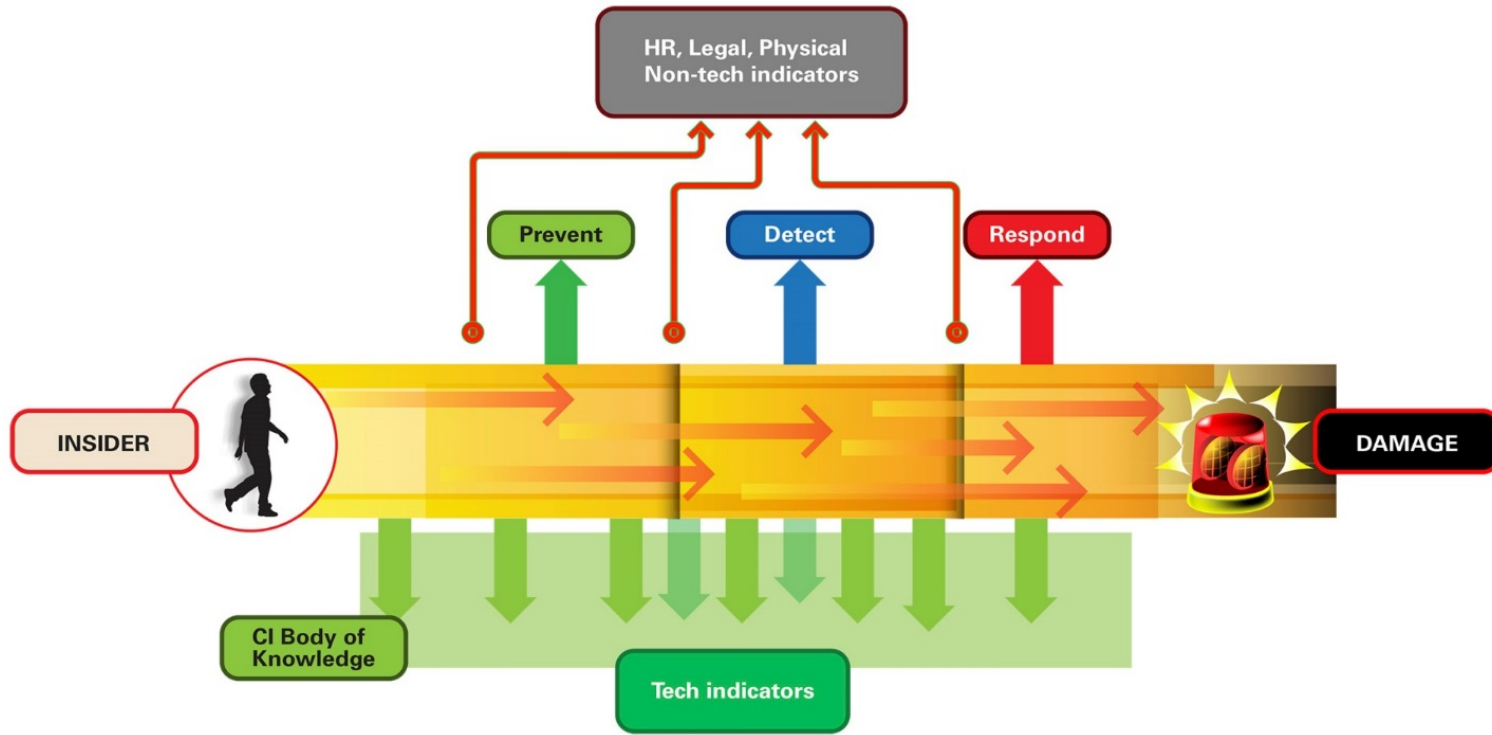 HR, Legal, Physical
Non-tech indicators
Prevent
Detect
Respond
INSIDER
DAMAGE
CI Body of
Knowledge
Tech indicators